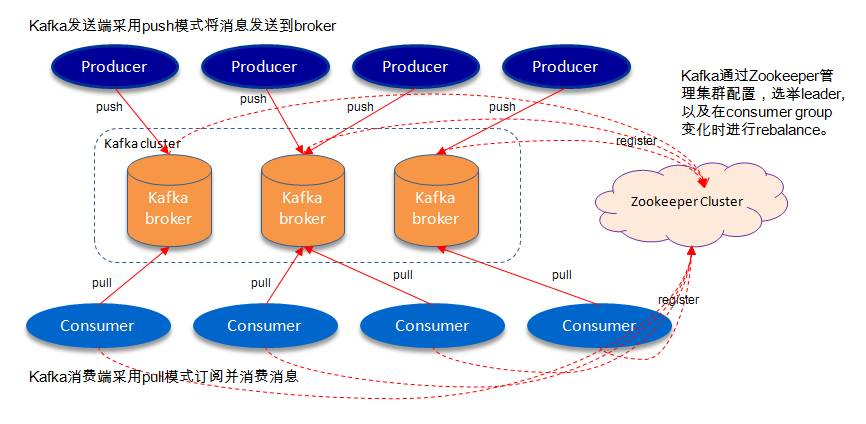 Kafka发送端采用push模式将消息发送到broker
Producer
Producer
Producer
Producer
Kafka通过Zookeeper管
理集群配置，选举leader,
以及在consumer group
变化时进行rebalance。
push
push
push
push
Kafka cluster
register
Kafka
broker
Kafka
broker
Kafka
broker
Zookeeper Cluster
pull
pull
pull
pull
register
Consumer
Consumer
Consumer
Consumer
Kafka消费端采用pull模式订阅并消费消息